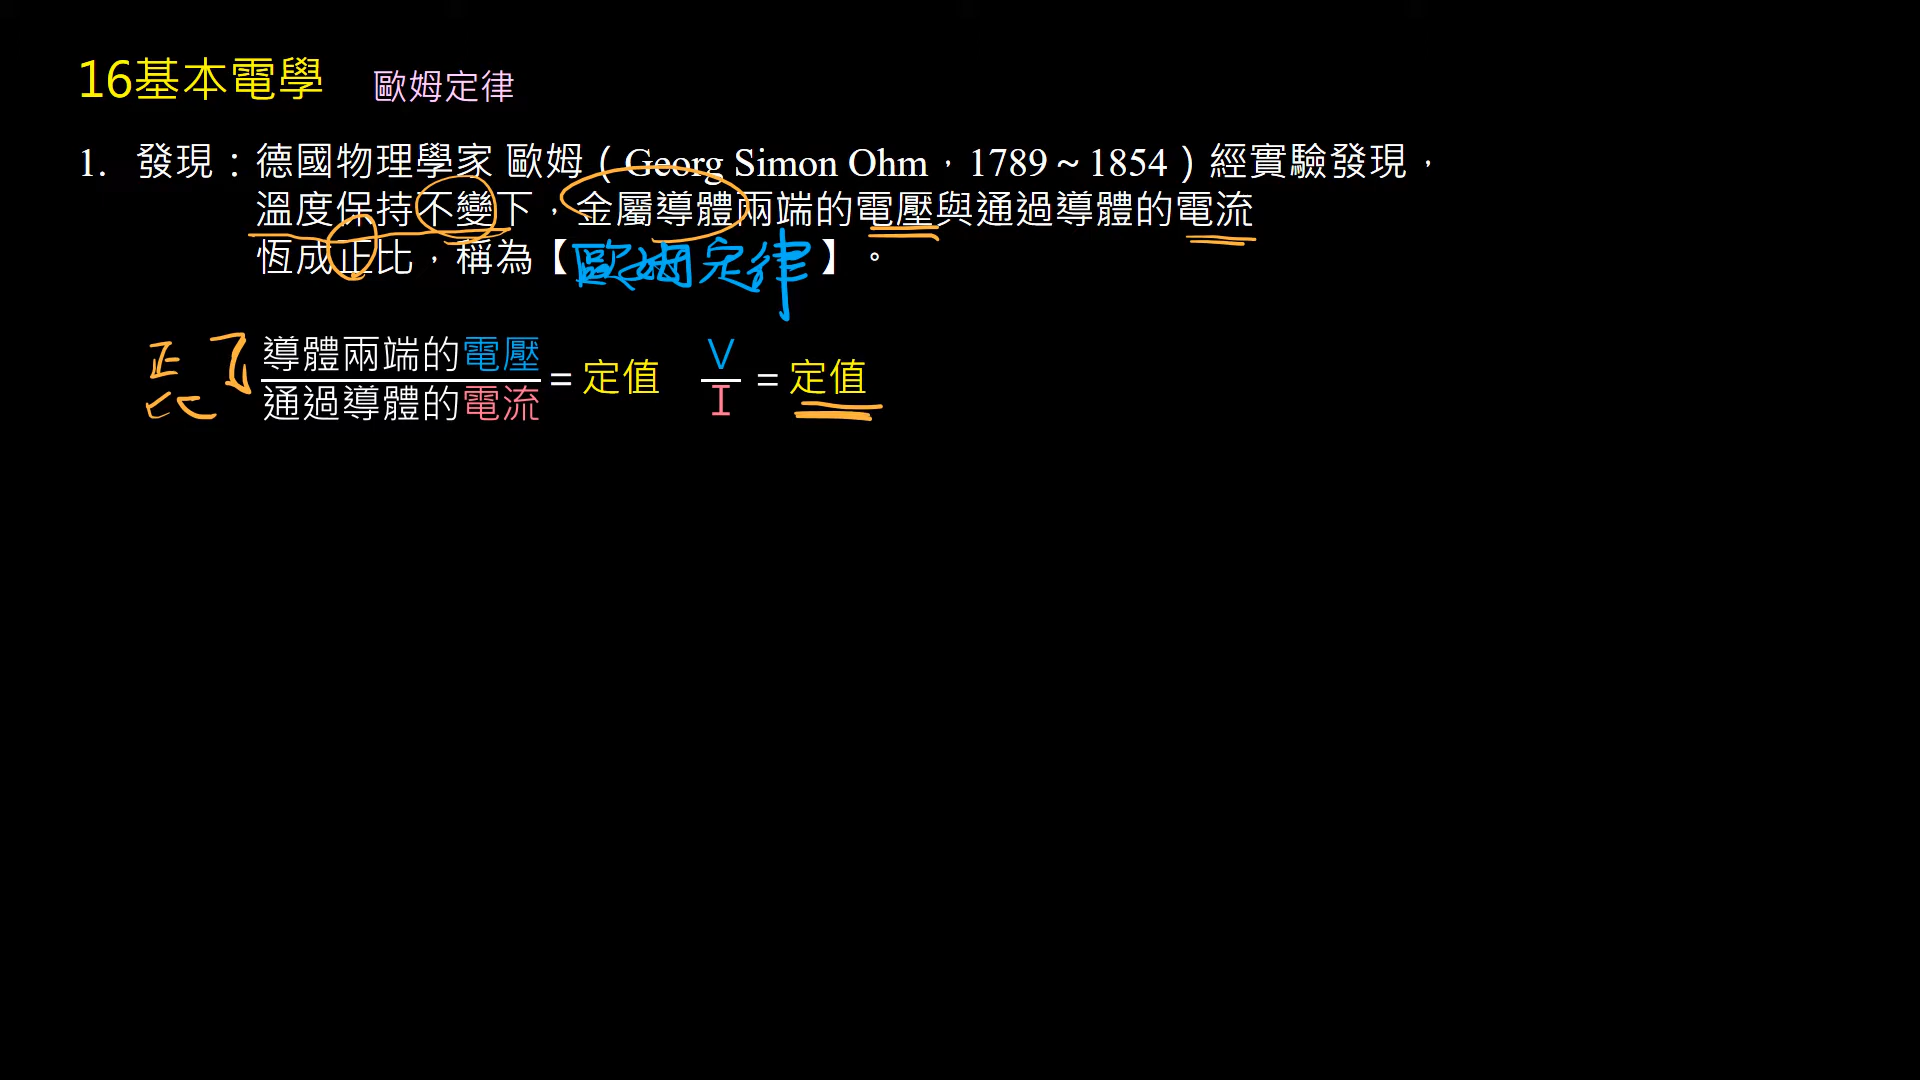 16基本電學 歐姆定律
1. 發現：德國物理學家 歐姆（Georg Simon Ohm，1789～1854）經實驗發現，
溫度保持不變下，金屬導體兩端的電壓與通過導體的電流
恆成正比，稱為【歐姆定律】。
正比
導體兩端的電壓
通過導體的電流
= 定值
V
I
= 定值